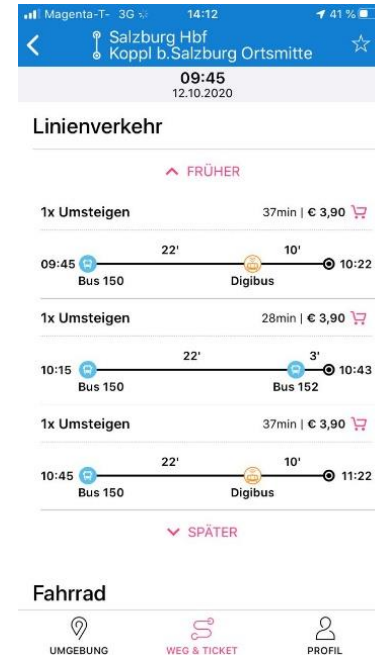 Magenta-T- 3G 14:12 41 %
Salzburg Hbf
Koppl b.Salzburg Ortsmitte
09:45
12.10.2020
Linienverkehr
FRÜHER
1x Umsteigen 37min | € 3,90
22' 10'
09:45 10:22
Bus 150 Digibus
1x Umsteigen 28min | € 3,90
22' 3'
10:15 10:43
Bus 150 Bus 152
1x Umsteigen 37min | € 3,90
22' 10'
10:45 11:22
Bus 150 Digibus
SPÄTER
Fahrrad
UMGEBUNG WEG & TICKET PROFIL